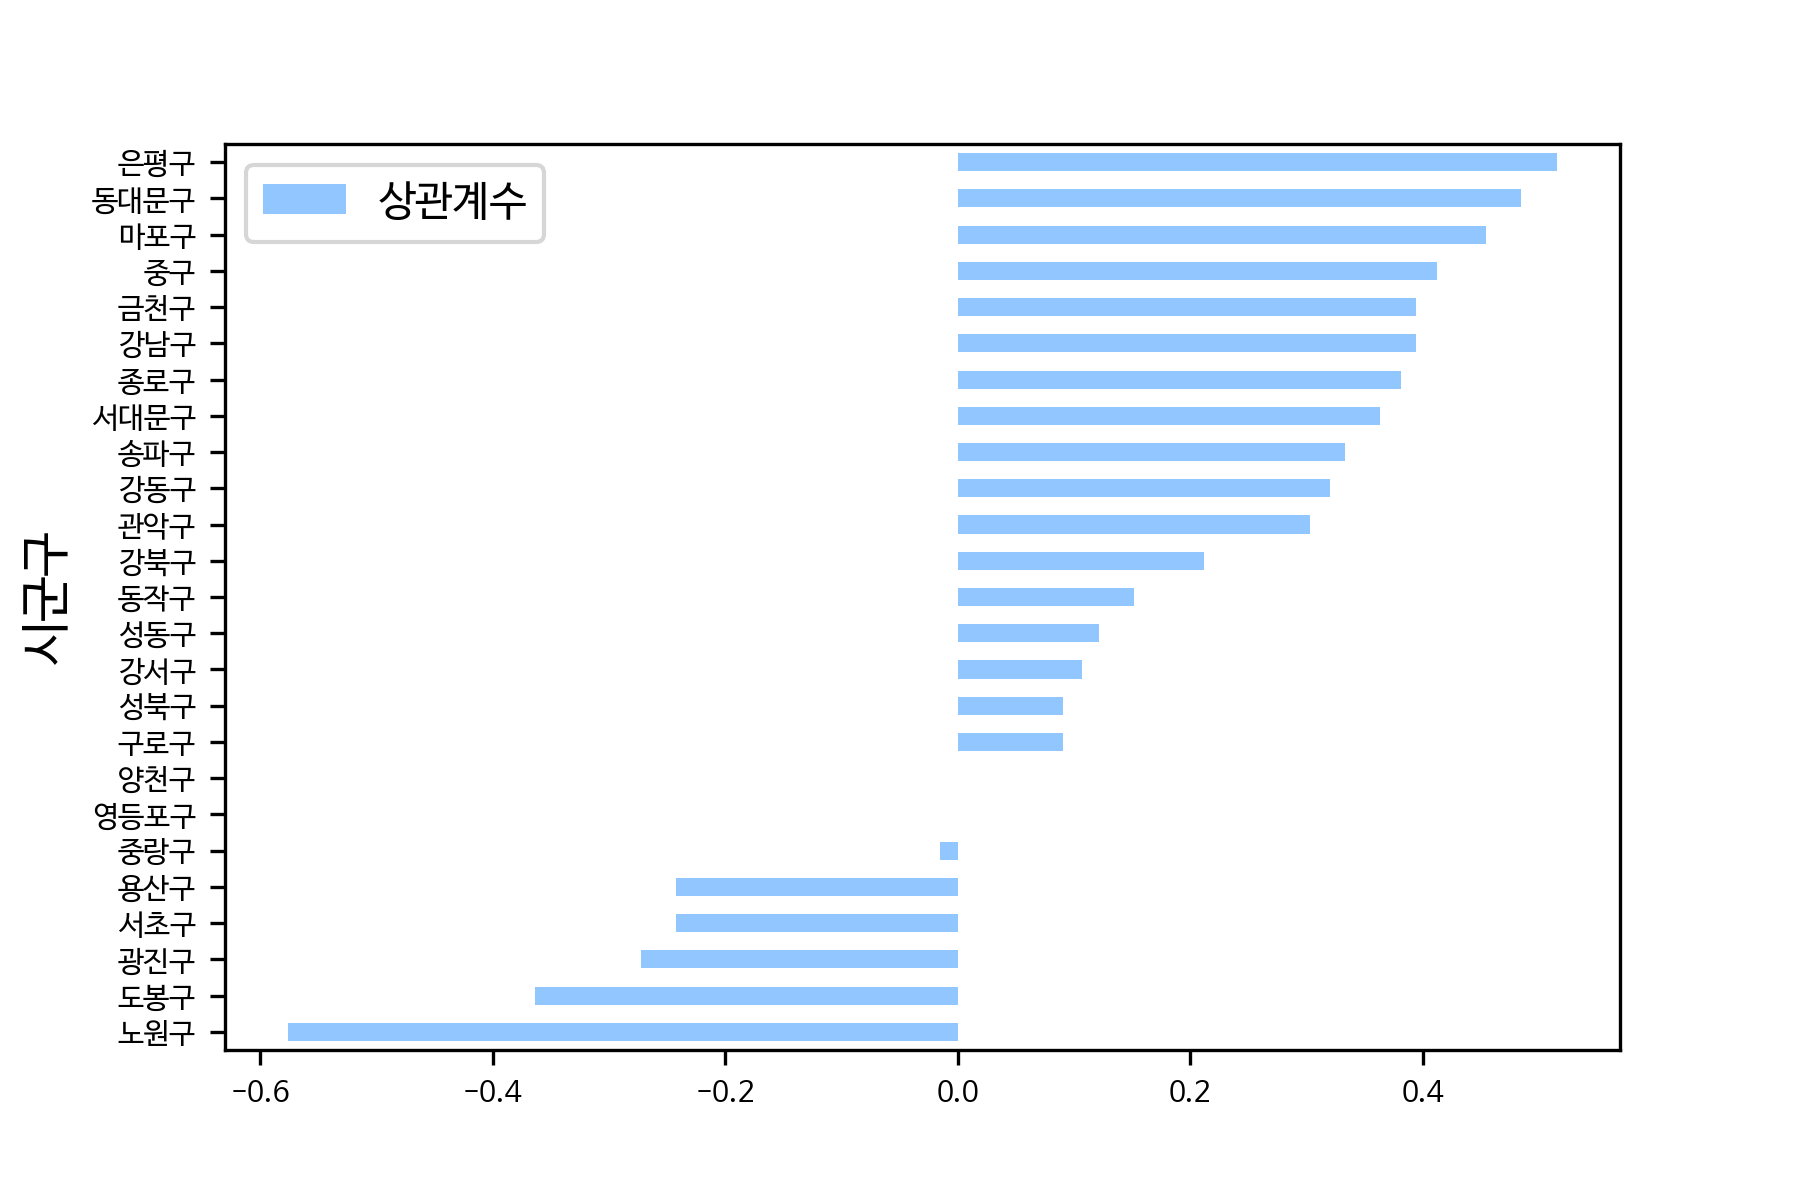 상관계수
시군구
은평구
동대문구
마포구
중구
금천구
강남구
종로구
서대문구
송파구
강동구
관악구
강북구
동작구
성동구
강서구
성북구
구로구
양천구
영등포구
중랑구
용산구
서초구
광진구
도봉구
노원구
−0.6 −0.4 −0.2 0.0 0.2 0.4